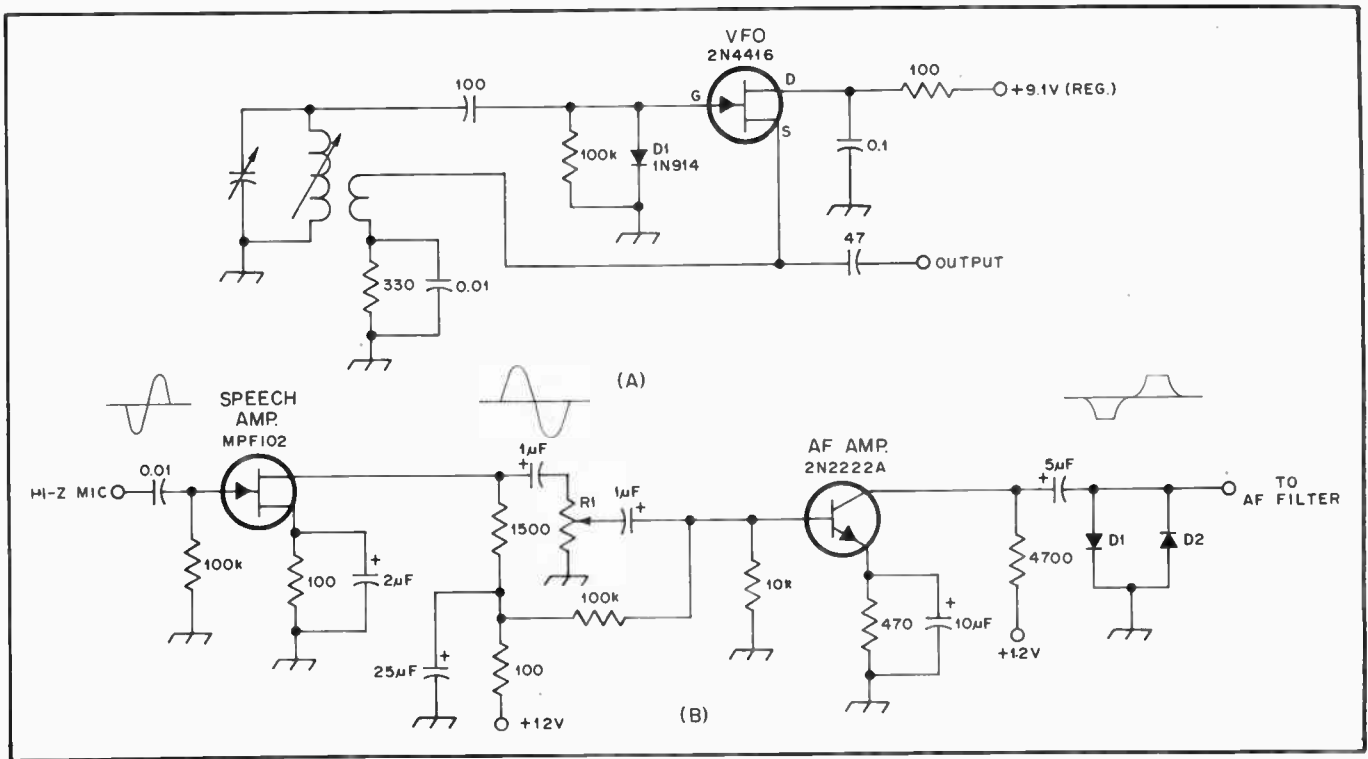 VFO
2N4416
100
G
D
S
100
+9.1V (REG.)
100k
D1
1N914
0.1
330
0.01
47
OUTPUT
(A)
SPEECH
AMP.
MPF102
HI-Z MIC
0.01
100k
100
+
2µF
1µF
+
1500
R1
1µF
+
100k
25µF
+
100
+12V
(B)
AF AMP.
2N2222A
10k
470
+
10µF
4700
+12V
5µF
+
D1
D2
TO
AF FILTER